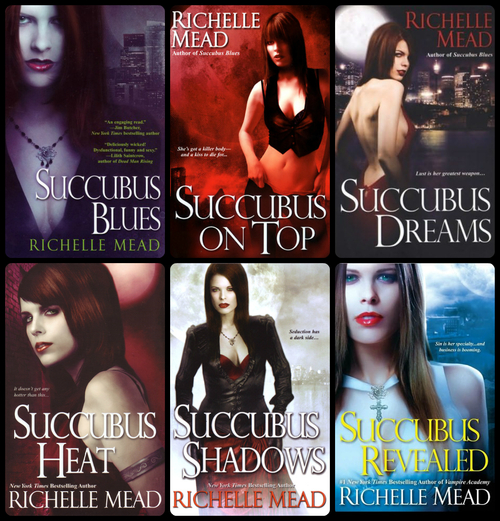 "An engaging read."
—Jim Butcher,
New York Times bestselling author
"Deliciously wicked!
Dysfunctional, funny and sexy."
—Lilith Saintcrow,
author of Dead Man Rising
SUCCUBUS
BLUES
RICHELLE MEAD
RICHELLE
MEAD
Author of Succubus Blues
She's got a killer body—
and a kiss to die for...
SUCCUBUS
ON TOP
RICHELLE
MEAD
Author of Succubus Blues
Lust is her greatest weapon...
SUCCUBUS
DREAMS
It doesn't get any
hotter than this...
SUCCUBUS
HEAT
New York Times Bestselling Author
RICHELLE MEAD
Seduction has
a dark side...
SUCCUBUS
SHADOWS
New York Times Bestselling Author
RICHELLE MEAD
Sin is her specialty...and
business is booming.
SUCCUBUS
REVEALED
#1 New York Times Bestselling Author of Vampire Academy
RICHELLE MEAD